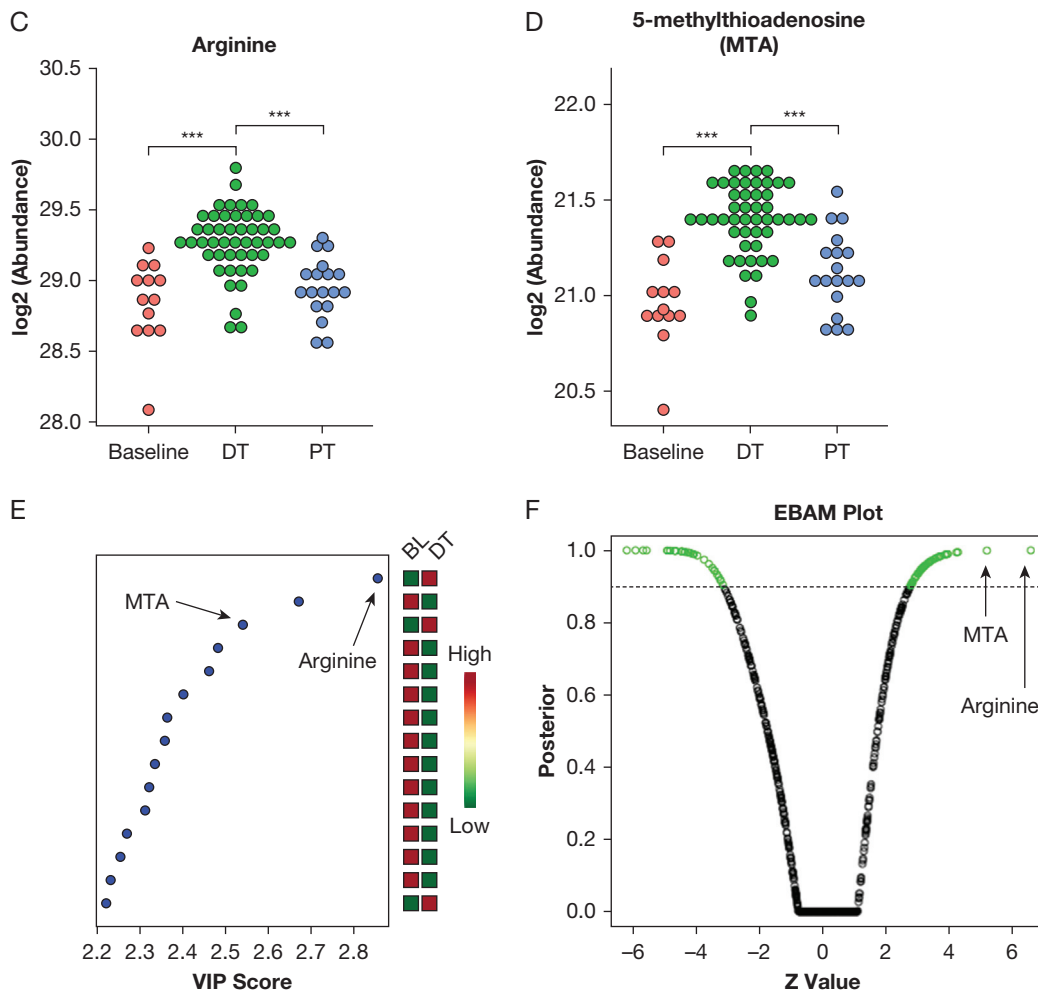 C
Arginine
30.5
30.0
29.5
29.0
28.5
28.0
log2 (Abundance)
***
***
Baseline DT PT
D
5-methylthioadenosine
(MTA)
22.0
21.5
21.0
20.5
log2 (Abundance)
***
***
Baseline DT PT
E
BL DT
MTA
Arginine
High
Low
2.2 2.3 2.4 2.5 2.6 2.7 2.8
VIP Score
F
EBAM Plot
1.0
0.8
0.6
0.4
0.2
0.0
Posterior
MTA
Arginine
−6 −4 −2 0 2 4 6
Z Value